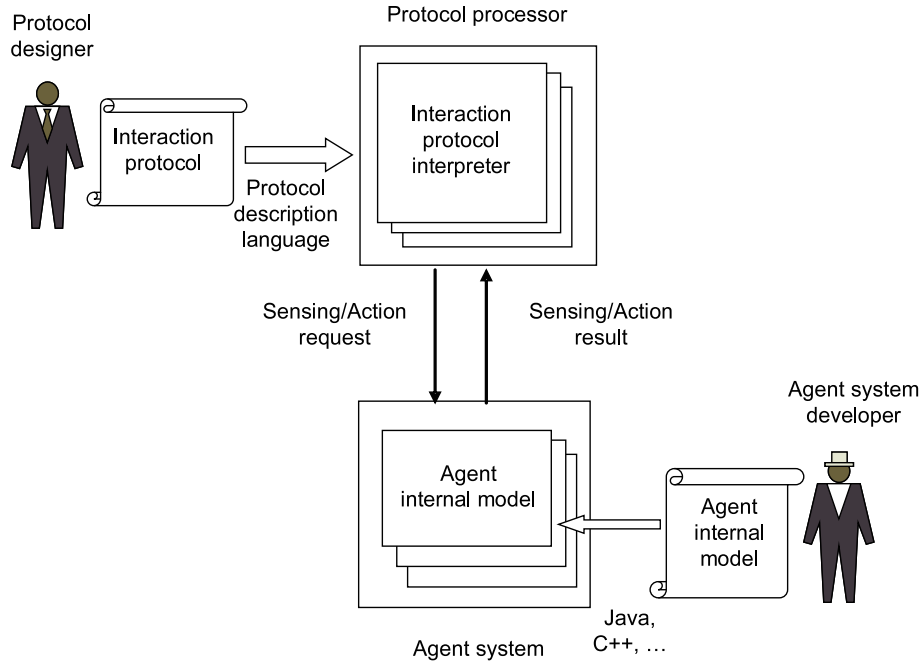 Protocol
designer
Protocol processor
Interaction
protocol
Interaction
protocol
interpreter
Protocol
description
language
Sensing/Action
request
Sensing/Action
result
Agent system
developer
Agent
internal model
Agent
internal
model
Java,
C++, …
Agent system